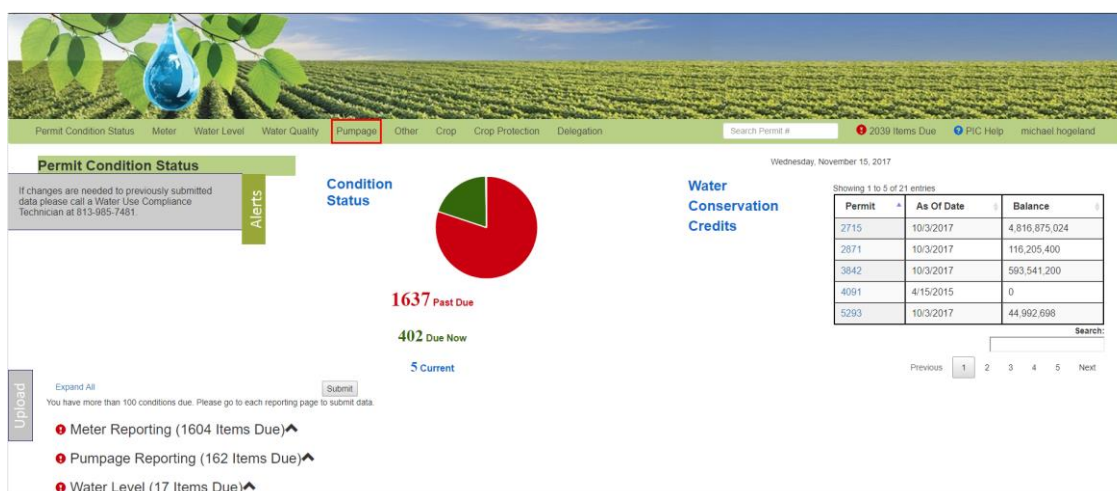 Permit Condition Status Meter Water Level Water Quality Pumpage Other Crop Crop Protection Delegation Search Permit # 2039 Items Due PIC Help michael hogeland
Permit Condition Status
Wednesday, November 15, 2017
If changes are needed to previously submitted
data please call a Water Use Compliance
Technician at 813-985-7481.
Alerts
Condition
Status
1637 Past Due
402 Due Now
5 Current
Water
Conservation
Credits
Showing 1 to 5 of 21 entries
Permit As Of Date Balance
2715 10/3/2017 4,816,875,024
2871 10/3/2017 116,205,400
3842 10/3/2017 593,541,200
4091 4/15/2015 0
5293 10/3/2017 44,992,698
Search:
Previous 1 2 3 4 5 Next
Upload
Expand All Submit
You have more than 100 conditions due. Please go to each reporting page to submit data.
Meter Reporting (1604 Items Due)
Pumpage Reporting (162 Items Due)
Water Level (17 Items Due)